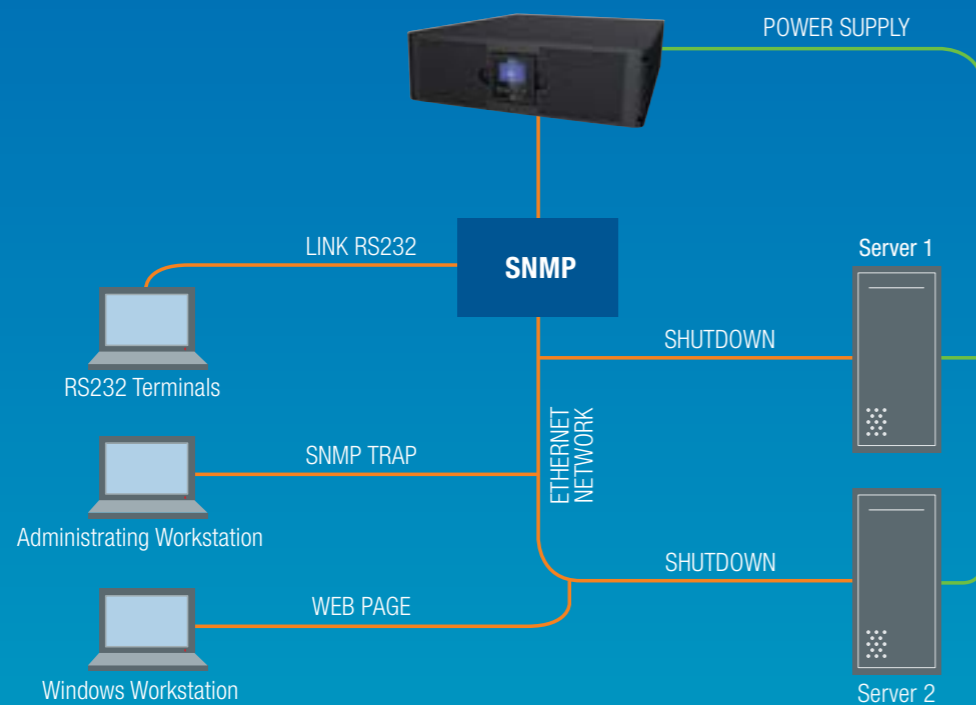 POWER SUPPLY
LINK RS232
SNMP
Server 1
SHUTDOWN
RS232 Terminals
ETHERNET
NETWORK
SNMP TRAP
Administrating Workstation
SHUTDOWN
WEB PAGE
Windows Workstation
Server 2